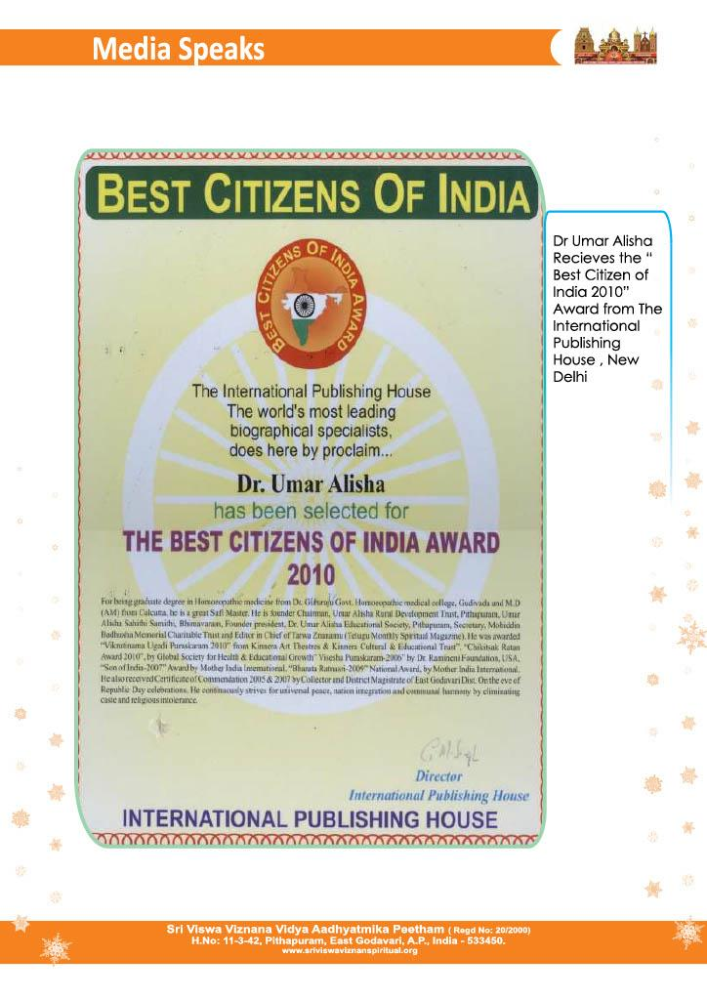 Media Speaks
BEST CITIZENS OF INDIA
BEST CITIZENS OF INDIA AWARD
The International Publishing House
The world's most leading
biographical specialists,
does here by proclaim...
Dr. Umar Alisha
has been selected for
THE BEST CITIZENS OF INDIA AWARD
2010
For being graduate degree in Homoeopathic medicine from Dr. Gururaju Govt. Homoeopathic medical college, Gudivada and M.D
(AM) from Calcutta, he is a great Safi Master. He is founder Chairman, Umar Alisha Rural Development Trust, Pithapuram, Umar
Alisha Sahithi Samithi, Bhimavaram, Founder president, Dr. Umar Alisha Educational Society, Pithapuram, Secretary, Mohiddin
Badhusha Memorial Charitable Trust and Editor in Chief of Tatwa Znanamu (Telugu Monthly Spiritual Magazine). He was awarded
"Vikrutinama Ugadi Puraskaram 2010" from Kinnera Art Theatres & Kinnera Cultural & Educational Trust". "Chikitsak Ratan
Award 2010", by Global Society for Health & Educational Growth" Visesha Puraskaram-2006" by Dr. Ramineni Foundation, USA,
"Son of India-2007" Award by Mother India International, "Bharata Ratnasri-2009" National Award, by Mother India International.
He also received Certificate of Commendation 2005 & 2007 by Collector and District Magistrate of East Godavari Dist. On the eve of
Republic Day celebrations. He continuously strives for universal peace, nation integration and communal harmony by eliminating
caste and religious intolerance.
Director
International Publishing House
INTERNATIONAL PUBLISHING HOUSE
Dr Umar Alisha
Recieves the "
Best Citizen of
India 2010"
Award from The
International
Publishing
House , New
Delhi
Sri Viswa Viznana Vidya Aadhyatmika Peetham ( Regd No: 20/2000)
H.No: 11-3-42, Pithapuram, East Godavari, A.P., India - 533450.
www.sriviswaviznanspiritual.org